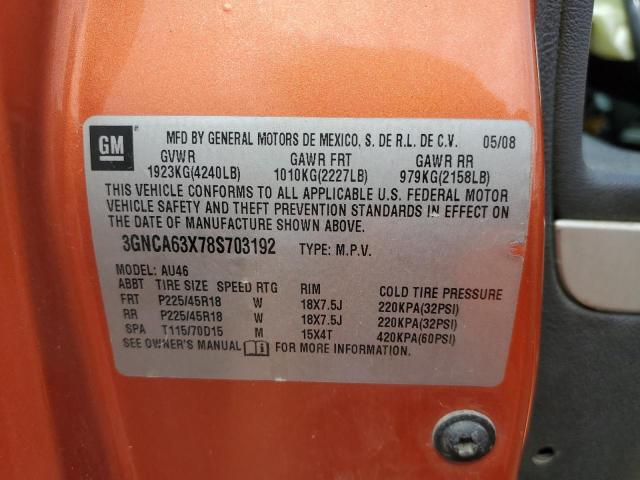 GM
MFD BY GENERAL MOTORS DE MEXICO, S. DE R.L. DE C.V. 05/08
GVWR GAWR FRT GAWR RR
1923KG(4240LB) 1010KG(2227LB) 979KG(2158LB)
THIS VEHICLE CONFORMS TO ALL APPLICABLE U.S. FEDERAL MOTOR
VEHICLE SAFETY AND THEFT PREVENTION STANDARDS IN EFFECT ON
THE DATE OF MANUFACTURE SHOWN ABOVE.
3GNCA63X78S703192 TYPE: M.P.V.
MODEL: AU46
ABBT TIRE SIZE SPEED RTG RIM COLD TIRE PRESSURE
FRT P225/45R18 W 18X7.5J 220KPA(32PSI)
RR P225/45R18 W 18X7.5J 220KPA(32PSI)
SPA T115/70D15 M 15X4T 420KPA(60PSI)
SEE OWNER'S MANUAL FOR MORE INFORMATION.